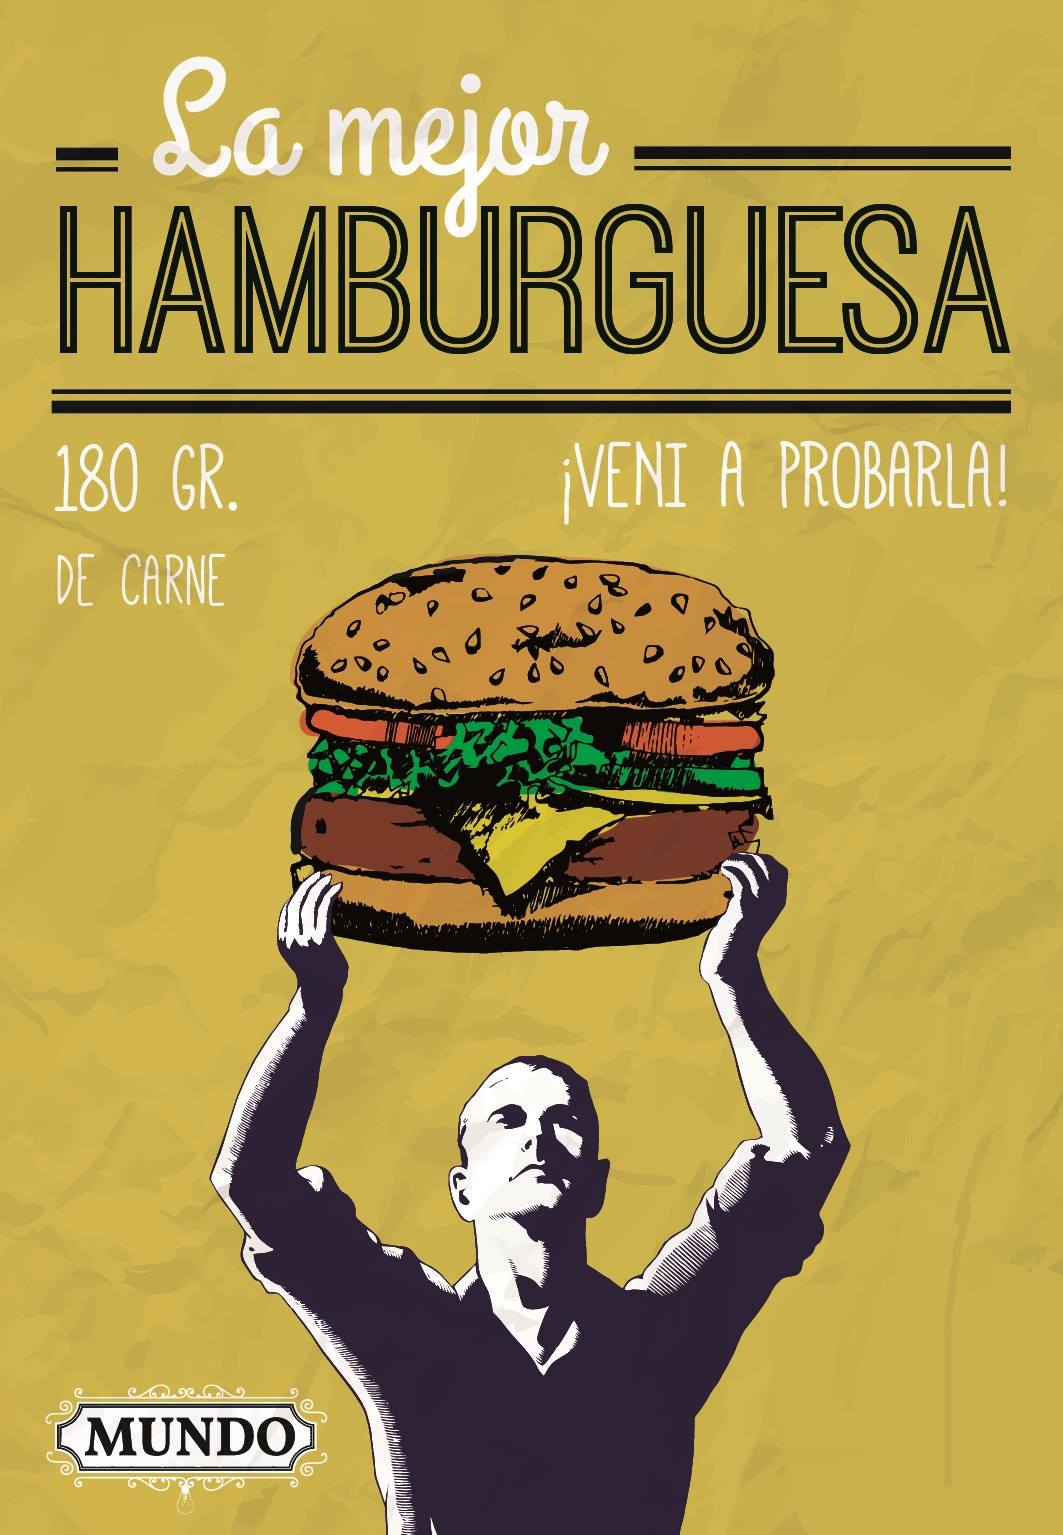 La mejor
HAMBURGUESA
180 GR.
DE CARNE
¡VENI A PROBARLA!
MUNDO